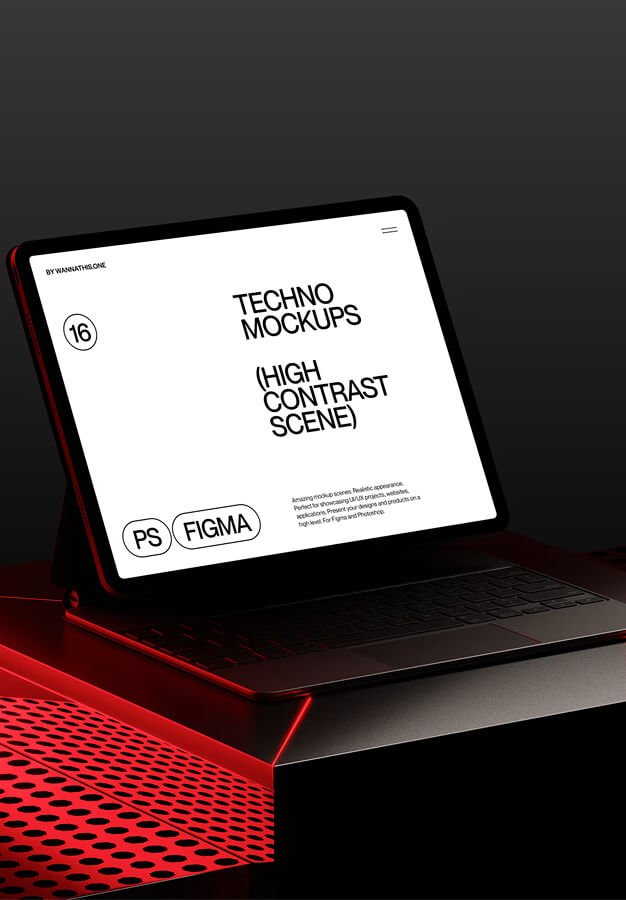 BY WANNATHIS.ONE
16
TECHNO
MOCKUPS
(HIGH
CONTRAST
SCENE)
PS
FIGMA
Amazing mockup scenes. Realistic appearance.
Perfect for showcasing UI/UX projects, websites,
applications. Present your designs and products on a
high level. For Figma and Photoshop.